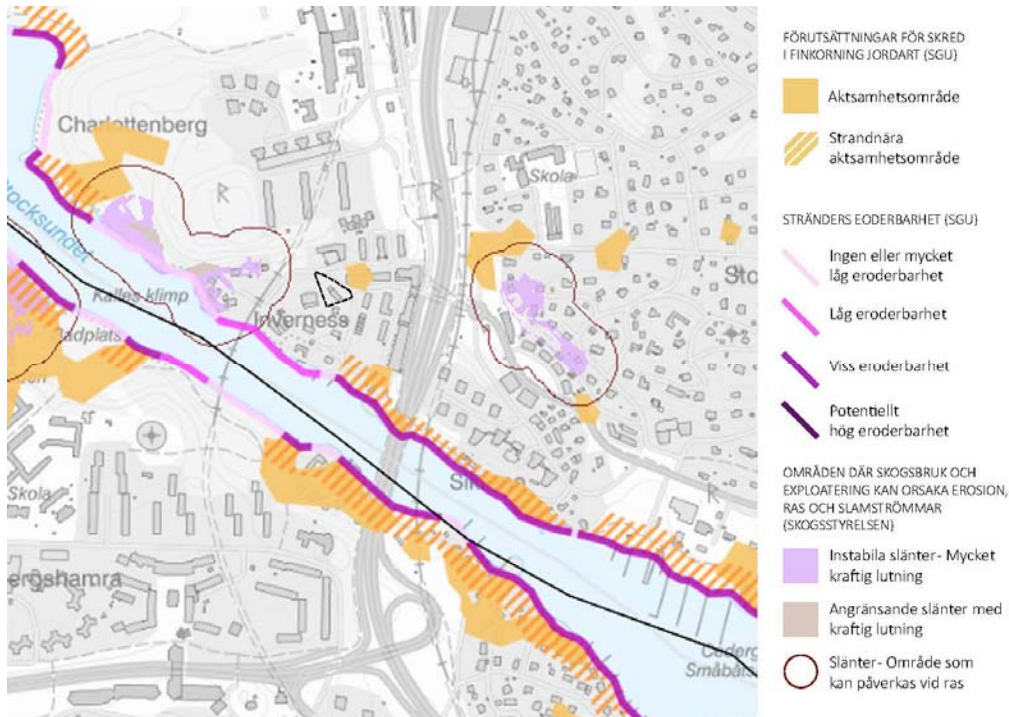 Charlottenberg
Stocksundet
Kalles klimp
Inverness
Skola
Skola
FÖRUTSÄTTNINGAR FÖR SKRED
I FINKORNING JORDART (SGU)
Aktsamhetsområde
Strandnära
aktsamhetsområde
STRÄNDERS EODERBARHET (SGU)
Ingen eller mycket
låg eroderbarhet
Låg eroderbarhet
Viss eroderbarhet
Potentiellt
hög eroderbarhet
OMRÅDEN DÄR SKOGSBRUK OCH
EXPLOATERING KAN ORSAKA EROSION,
RAS OCH SLAMSTRÖMMAR
(SKOGSSTYRELSEN)
Instabila slänter- Mycket
kraftig lutning
Angränsande slänter med
kraftig lutning
Slänter- Område som
kan påverkas vid ras